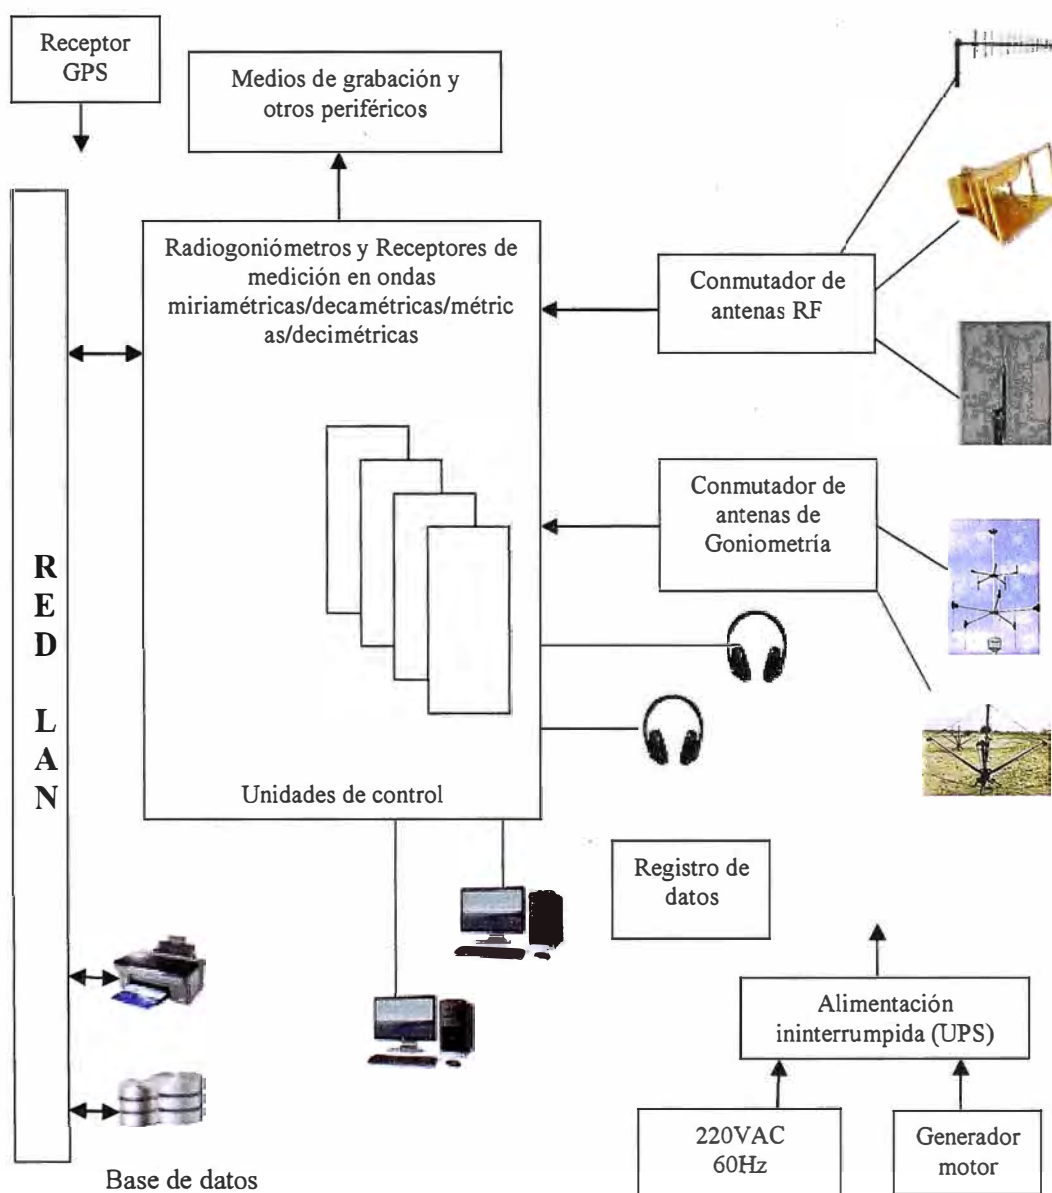 Receptor
GPS
Medios de grabación y
otros periféricos
Radiogoniómetros y Receptores de
medición en ondas
miriamétricas/decamétricas/métric
as/decimétricas
Conmutador de
antenas RF
Conmutador de
antenas de
Goniometría
RED LAN
Unidades de control
Registro de
datos
Alimentación
ininterrumpida (UPS)
220VAC
60Hz
Generador
motor
Base de datos